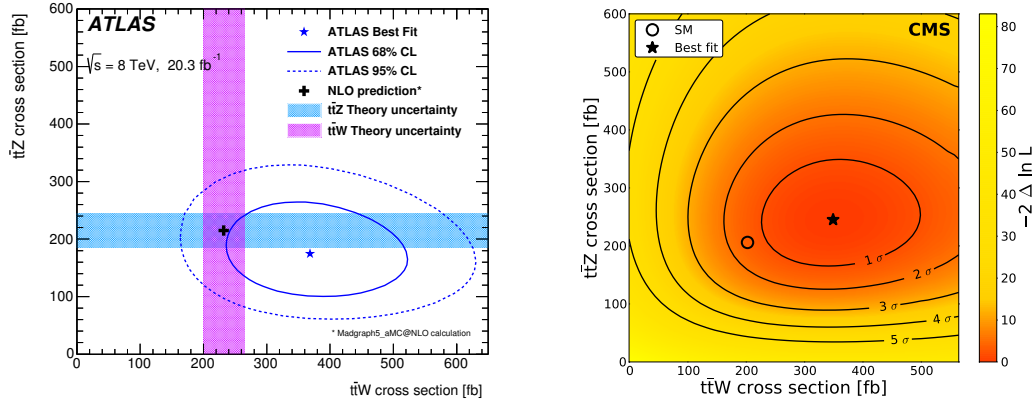 ATLAS
√s = 8 TeV, 20.3 fb⁻¹
ATLAS Best Fit
ATLAS 68% CL
ATLAS 95% CL
NLO prediction*
tt̄Z Theory uncertainty
tt̄W Theory uncertainty
tt̄Z cross section [fb]
600
500
400
300
200
100
0
0 100 200 300 400 500 600
* Madgraph5_aMC@NLO calculation
tt̄W cross section [fb]
CMS
SM
Best fit
tt̄Z cross section [fb]
600
500
400
300
200
100
0
1 σ
2 σ
3 σ
4 σ
5 σ
0 100 200 300 400 500
tt̄W cross section [fb]
80
70
60
50
40
30
20
10
0
−2 Δ ln L